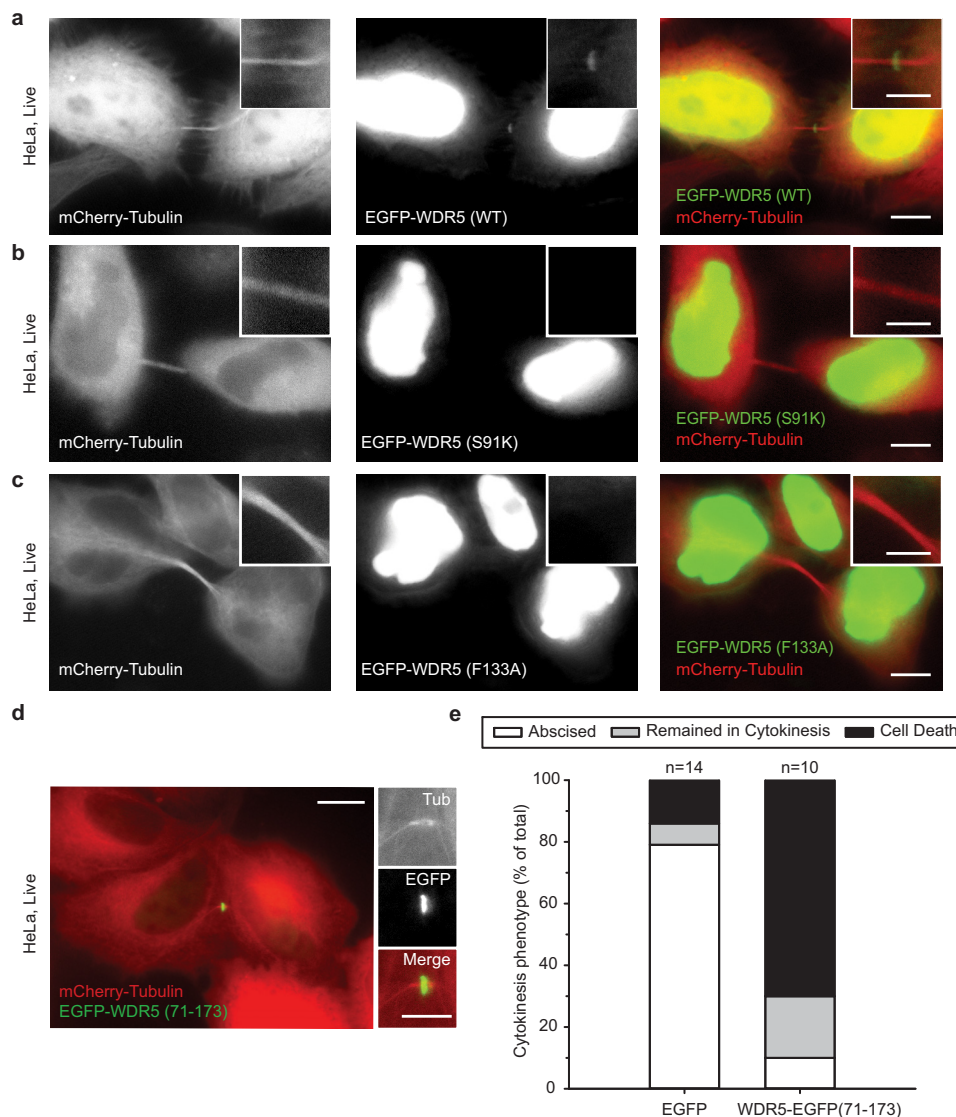 a
HeLa, Live
mCherry-Tubulin
EGFP-WDR5 (WT)
EGFP-WDR5 (WT)
mCherry-Tubulin
b
HeLa, Live
mCherry-Tubulin
EGFP-WDR5 (S91K)
EGFP-WDR5 (S91K)
mCherry-Tubulin
c
HeLa, Live
mCherry-Tubulin
EGFP-WDR5 (F133A)
EGFP-WDR5 (F133A)
mCherry-Tubulin
d
HeLa, Live
mCherry-Tubulin
EGFP-WDR5 (71-173)
Tub
EGFP
Merge
e
Abscised
Remained in Cytokinesis
Cell Death
n=14
n=10
Cytokinesis phenotype (% of total)
100
80
60
40
20
0
EGFP
WDR5-EGFP(71-173)